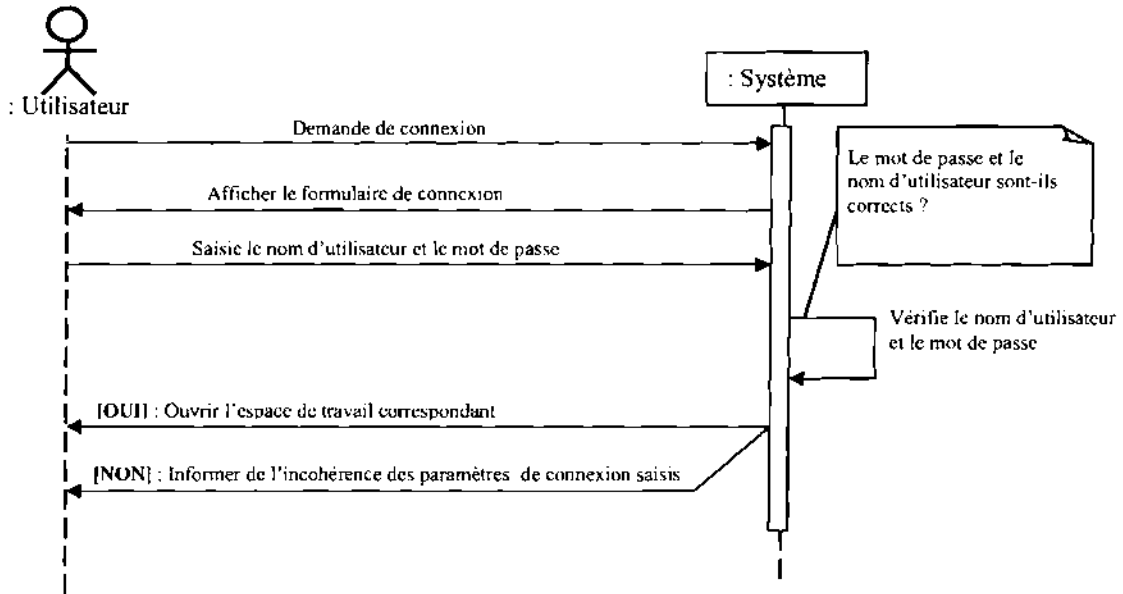 : Utilisateur
: Système
Demande de connexion
Le mot de passe et le
nom d'utilisateur sont-ils
corrects ?
Afficher le formulaire de connexion
Saisie le nom d'utilisateur et le mot de passe
Vérifie le nom d'utilisateur
et le mot de passe
[OUI] : Ouvrir l'espace de travail correspondant
[NON] : Informer de l'incohérence des paramètres de connexion saisis